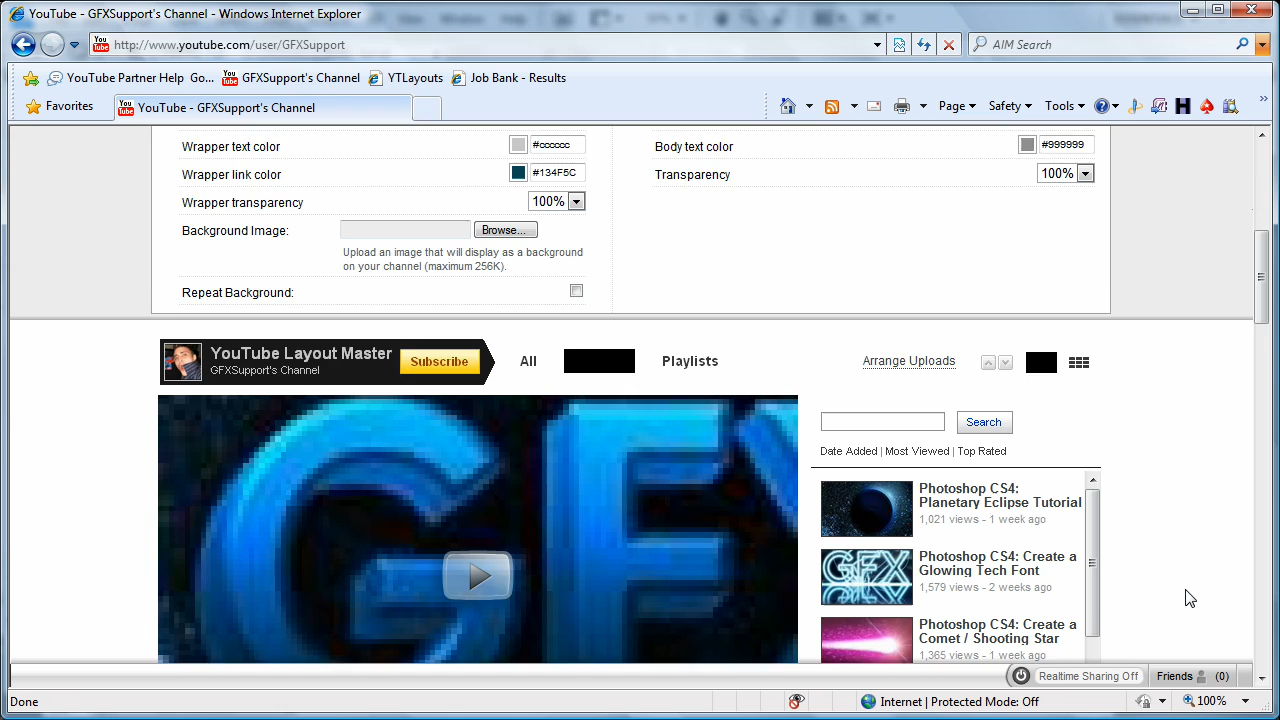 YouTube - GFXSupport's Channel - Windows Internet Explorer
http://www.youtube.com/user/GFXSupport
AIM Search
YouTube Partner Help Go...
GFXSupport's Channel
YTLayouts
Job Bank - Results
Favorites
YouTube - GFXSupport's Channel
Page
Safety
Tools
Wrapper text color
#cccccc
Body text color
#999999
Wrapper link color
#134F5C
Transparency
100%
Wrapper transparency
100%
Background Image:
Browse...
Upload an image that will display as a background
on your channel (maximum 256K).
Repeat Background:
YouTube Layout Master
GFXSupport's Channel
Subscribe
All
Playlists
Arrange Uploads
Search
Date Added | Most Viewed | Top Rated
GF
Photoshop CS4:
Planetary Eclipse Tutorial
1,021 views - 1 week ago
GFX
Photoshop CS4: Create a
Glowing Tech Font
1,579 views - 2 weeks ago
Photoshop CS4: Create a
Comet / Shooting Star
1,365 views - 1 week ago
Realtime Sharing Off
Friends (0)
Done
Internet | Protected Mode: Off
100%